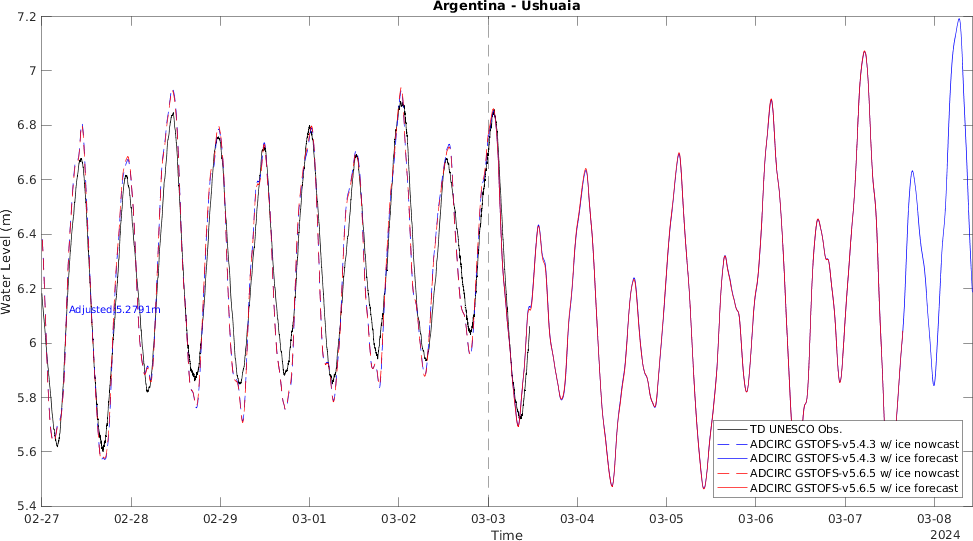 Argentina - Ushuaia
7.2
7
6.8
6.6
6.4
6.2
6
5.8
5.6
5.4
Water Level (m)
Adjusted 5.2791m
TD UNESCO Obs.
ADCIRC GSTOFS-v5.4.3 w/ ice nowcast
ADCIRC GSTOFS-v5.4.3 w/ ice forecast
ADCIRC GSTOFS-v5.6.5 w/ ice nowcast
ADCIRC GSTOFS-v5.6.5 w/ ice forecast
02-27 02-28 02-29 03-01 03-02 03-03 03-04 03-05 03-06 03-07 03-08
Time
2024